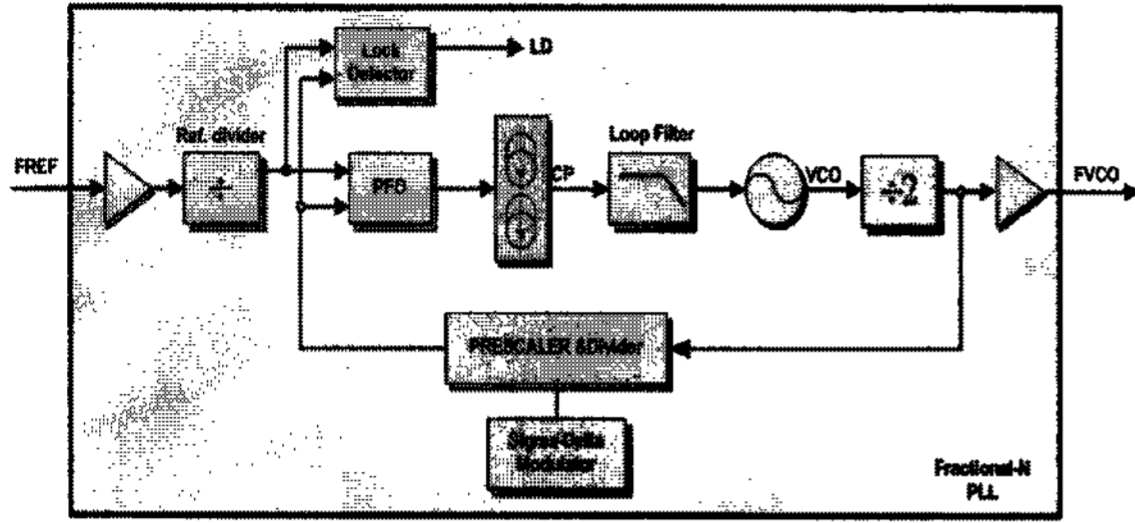 Lock
Detector
LD
Ref. divider
Loop Filter
FREF
÷
PFD
CP
VCO
÷2
FVCO
PRESCALER &Divider
Sigma-Delta
Modulator
Fractional-N
PLL